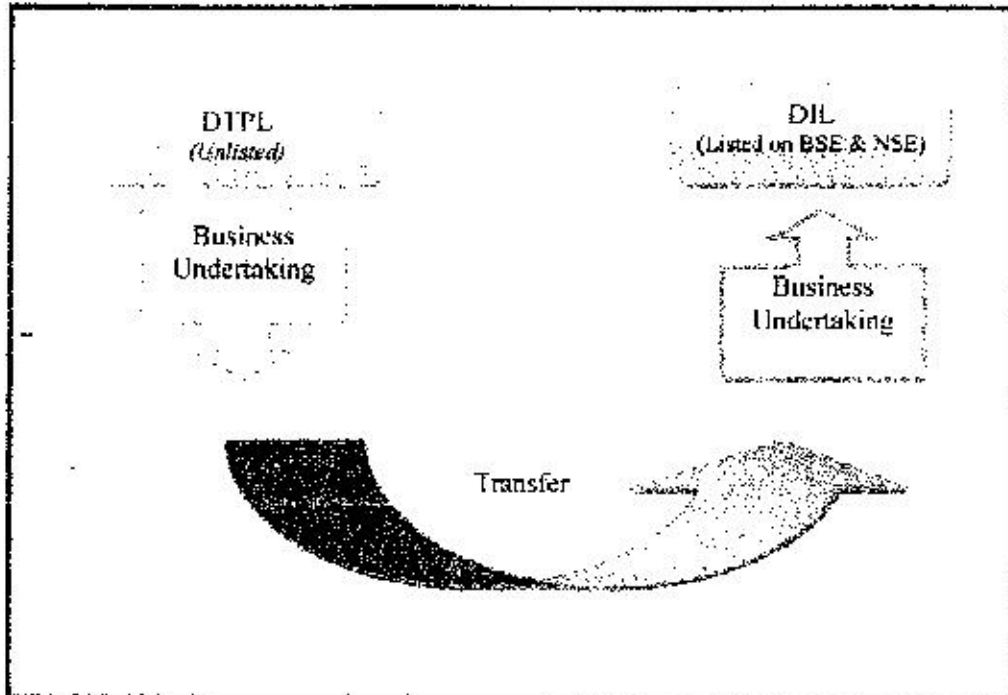 DTPL
(Unlisted)
DIL
(Listed on BSE & NSE)
Business
Undertaking
Business
Undertaking
Transfer